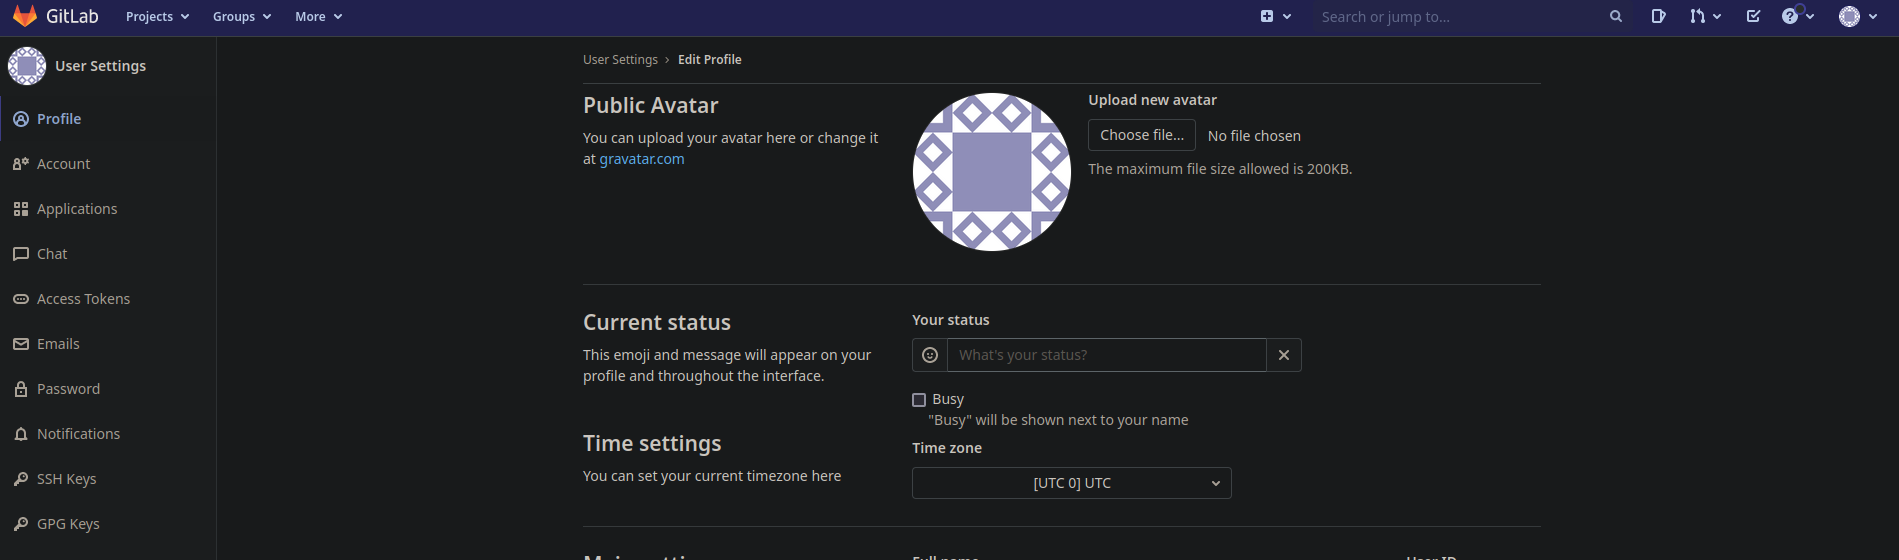 GitLab
Projects
Groups
More
Search or jump to...
User Settings
Profile
Account
Applications
Chat
Access Tokens
Emails
Password
Notifications
SSH Keys
GPG Keys
User Settings › Edit Profile
Public Avatar
You can upload your avatar here or change it
at gravatar.com
Upload new avatar
Choose file... No file chosen
The maximum file size allowed is 200KB.
Current status
This emoji and message will appear on your
profile and throughout the interface.
Your status
What's your status?
Busy
"Busy" will be shown next to your name
Time settings
You can set your current timezone here
Time zone
[UTC 0] UTC
Full name
User ID